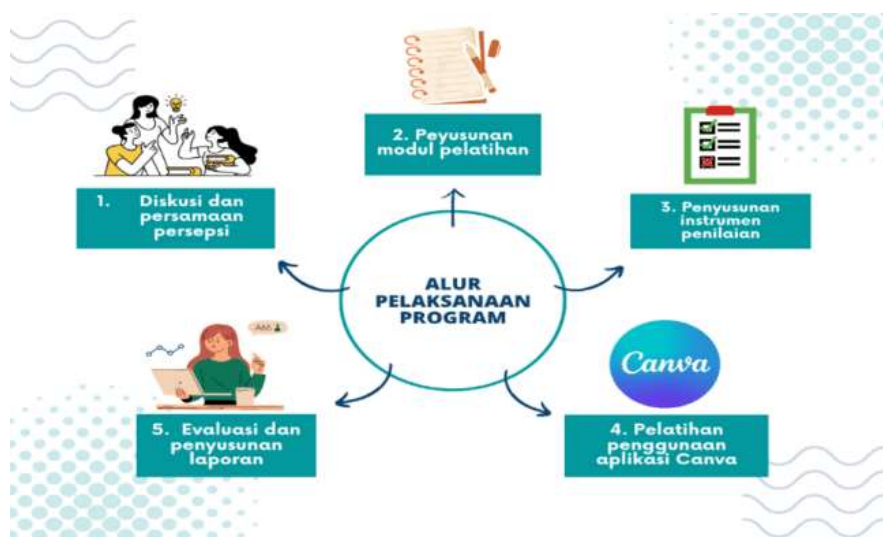 ALUR
PELAKSANAAN
PROGRAM
1. Diskusi dan
persamaan
persepsi
2. Peyusunan
modul pelatihan
3. Penyusunan
instrumen
penilaian
Canva
4. Pelatihan
penggunaan
aplikasi Canva
5. Evaluasi dan
penyusunan
laporan